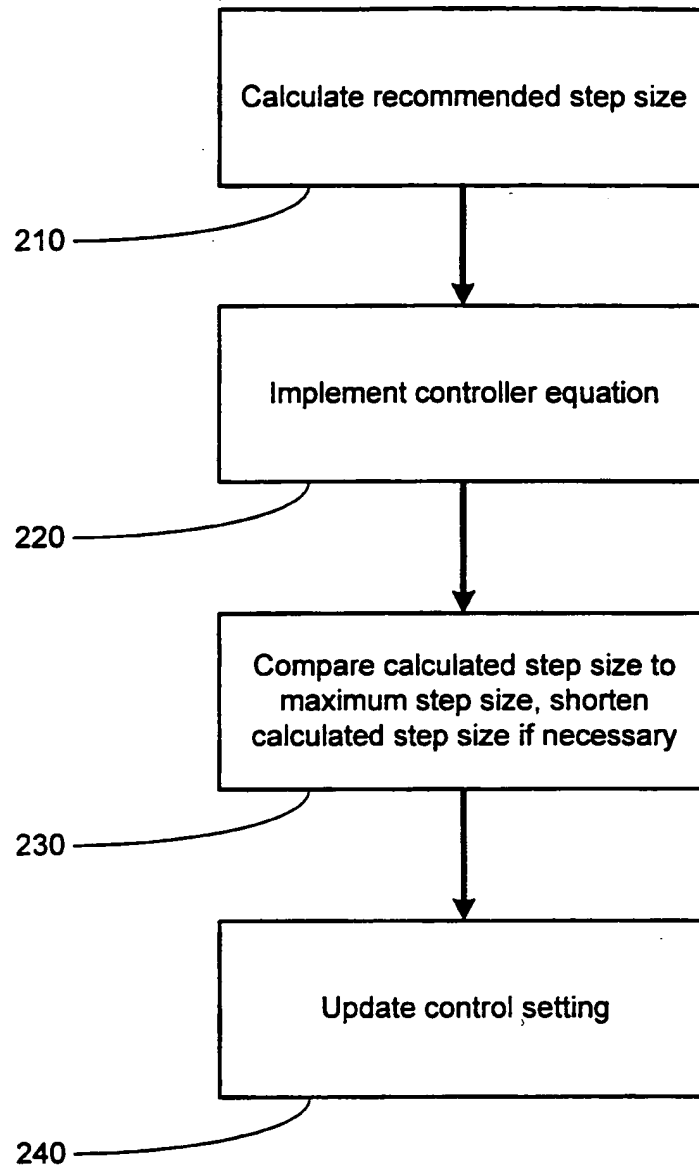 Calculate recommended step size
210
Implement controller equation
220
Compare calculated step size to
maximum step size, shorten
calculated step size if necessary
230
Update control setting
240